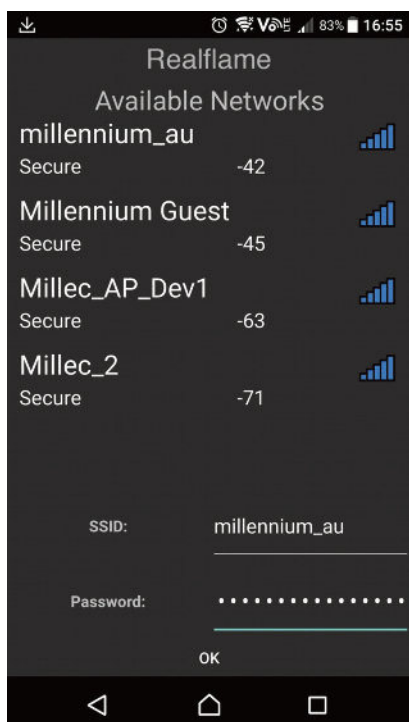 83% 16:55
Realflame
Available Networks
millennium_au
Secure -42
Millennium Guest
Secure -45
Millec_AP_Dev1
Secure -63
Millec_2
Secure -71
SSID: millennium_au
Password: ••••••••••••••••
OK